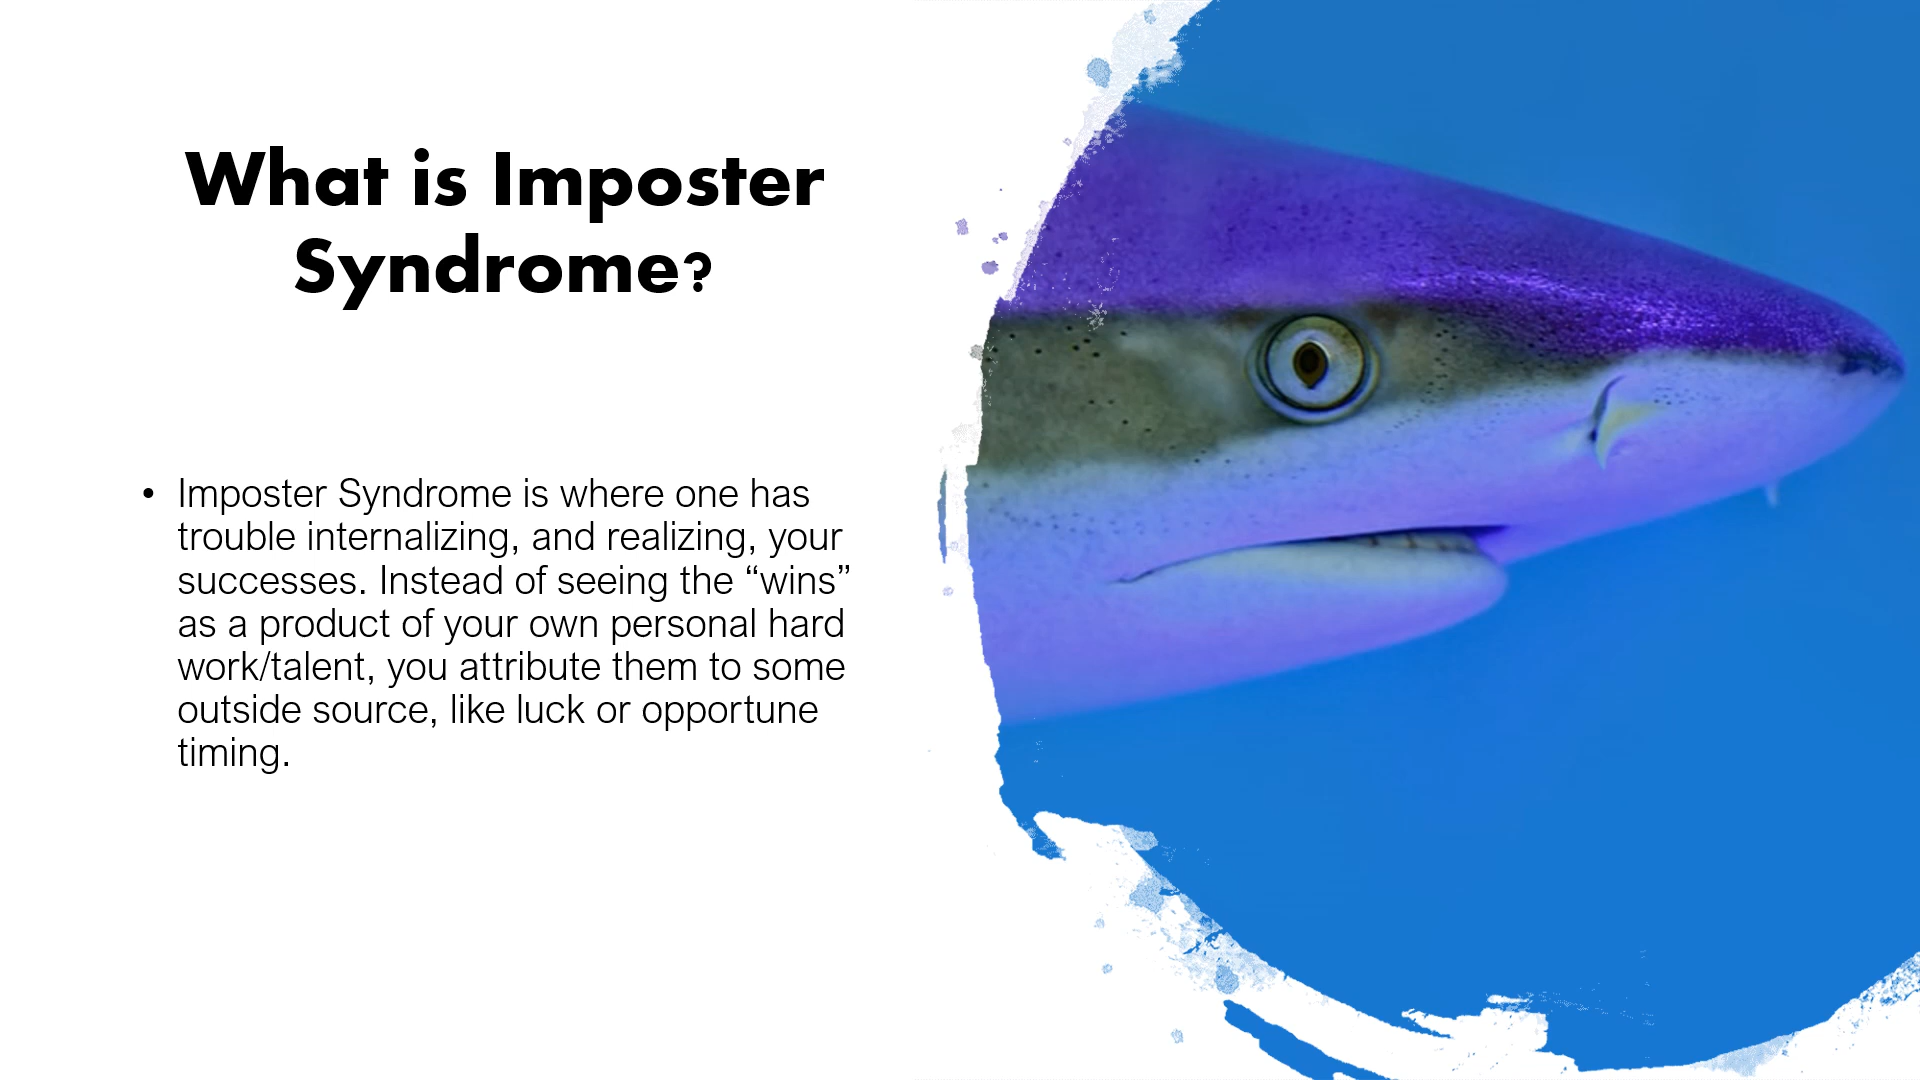 What is Imposter
Syndrome?
• Imposter Syndrome is where one has
trouble internalizing, and realizing, your
successes. Instead of seeing the “wins”
as a product of your own personal hard
work/talent, you attribute them to some
outside source, like luck or opportune
timing.